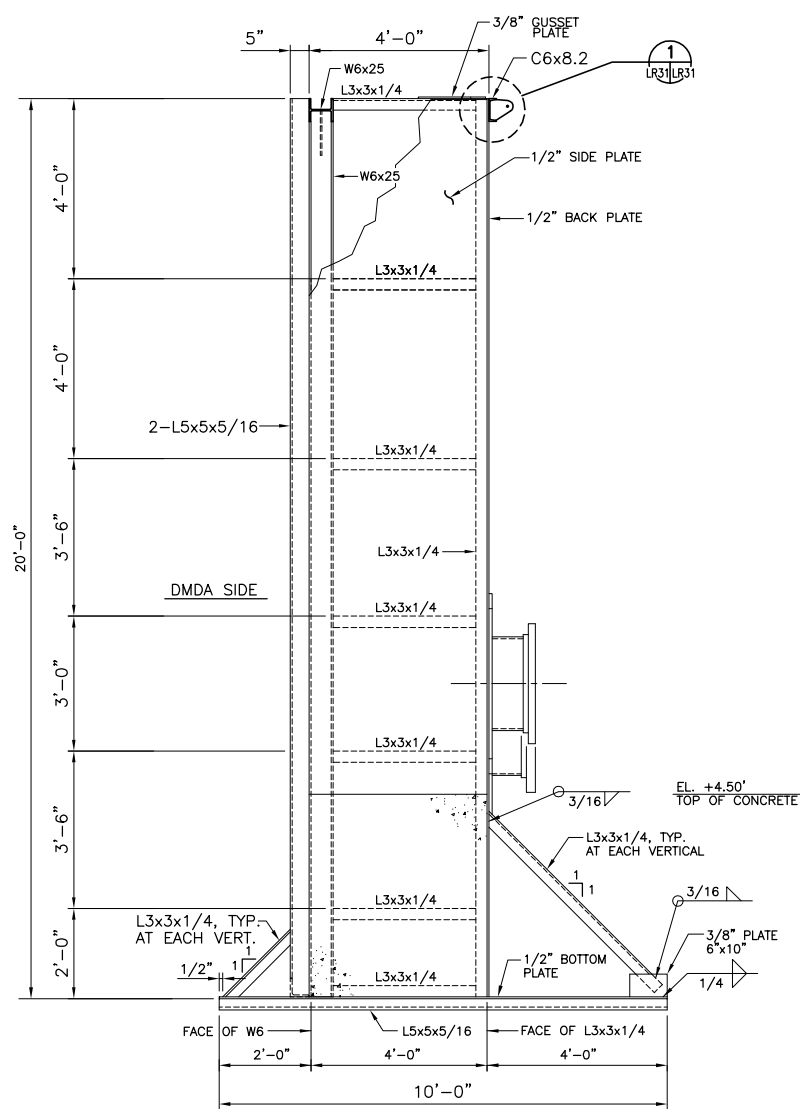 3/8" GUSSET
PLATE
5"
4'-0"
C6x8.2
1
LR31 LR31
W6x25
L3x3x1/4
1/2" SIDE PLATE
W6x25
4'-0"
1/2" BACK PLATE
L3x3x1/4
4'-0"
2-L5x5x5/16
L3x3x1/4
20'-0"
3'-6"
L3x3x1/4
DMDA SIDE
L3x3x1/4
3'-0"
L3x3x1/4
EL. +4.50'
TOP OF CONCRETE
3/16
3'-6"
L3x3x1/4, TYP.
AT EACH VERTICAL
1
1
3/16
L3x3x1/4
L3x3x1/4, TYP.
AT EACH VERT.
3/8" PLATE
6"x10"
2'-0"
1
1
1/2"
1/2" BOTTOM
PLATE
L3x3x1/4
1/4
FACE OF W6
L5x5x5/16
FACE OF L3x3x1/4
2'-0"
4'-0"
4'-0"
10'-0"